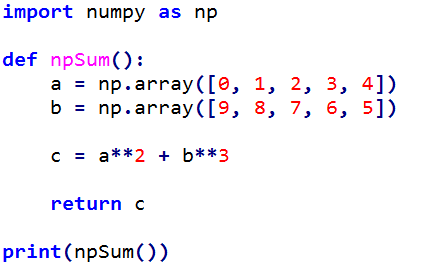 import numpy as np
def npSum():
    a = np.array([0, 1, 2, 3, 4])
    b = np.array([9, 8, 7, 6, 5])
    c = a**2 + b**3
    return c
print(npSum())